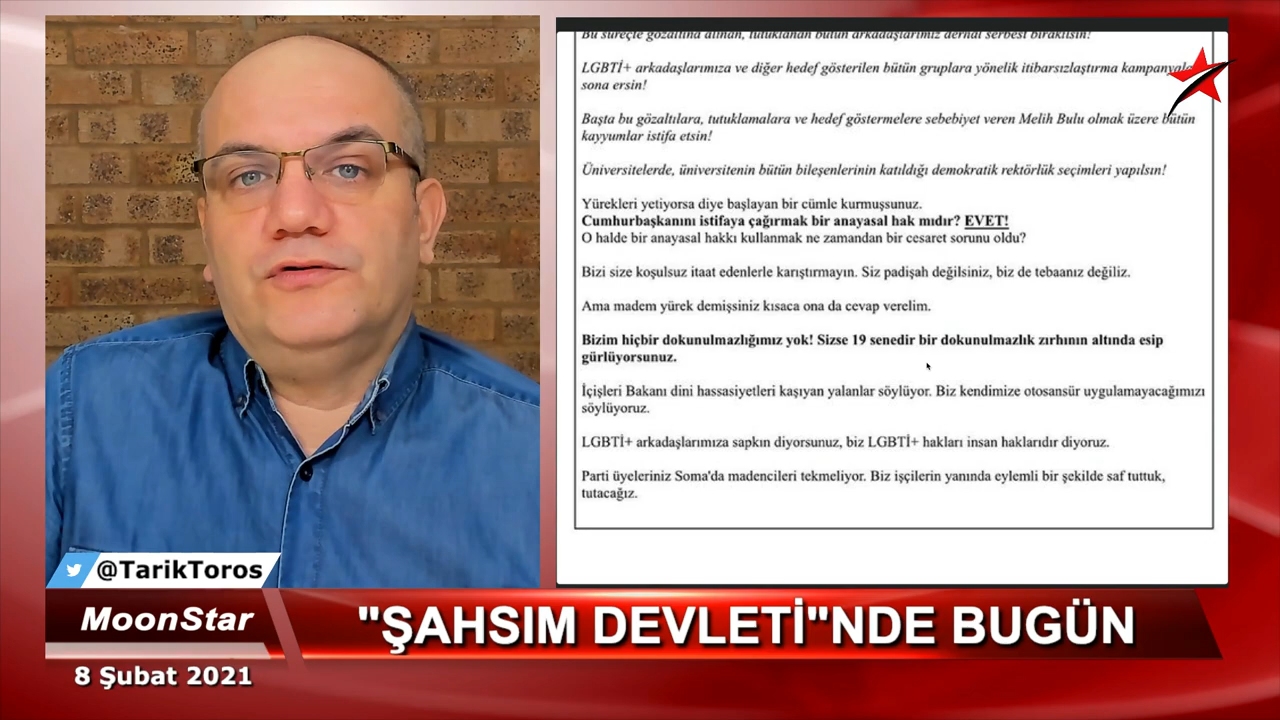 Bu süreçte gözaltına alınan, tutuklanan bütün arkadaşlarımız derhal serbest bırakılsın!
LGBTİ+ arkadaşlarımıza ve diğer hedef gösterilen bütün gruplara yönelik itibarsızlaştırma
sona ersin!
Başta bu gözaltılara, tutuklamalara ve hedef göstermelere sebebiyet veren Melih Bulu olmak üzere bütün
kayyumlar istifa etsin!
Üniversitelerde, üniversitenin bütün bileşenlerinin katıldığı demokratik rektörlük seçimleri yapılsın!
Yürekleri yetiyorsa diye başlayan bir cümle kurmuşsunuz.
Cumhurbaşkanını istifaya çağırmak bir anayasal hak mıdır? EVET!
O halde bir anayasal hakkı kullanmak ne zamandan bir cesaret sorunu oldu?
Bizi size koşulsuz itaat edenlerle karıştırmayın. Siz padişah değilsiniz, biz de tebaanız değiliz.
Ama madem yürek demişsiniz kısaca ona da cevap verelim.
Bizim hiçbir dokunulmazlığımız yok! Sizse 19 senedir bir dokunulmazlık zırhının altında esip
gürlüyorsunuz.
İçişleri Bakanı dini hassasiyetleri kaşıyan yalanlar söylüyor. Biz kendimize otosansür uygulamayacağımızı
söylüyoruz.
LGBTİ+ arkadaşlarımıza sapkın diyorsunuz, biz LGBTİ+ hakları insan haklarıdır diyoruz.
Parti üyeleriniz Soma'da madencileri tekmeliyor. Biz işçilerin yanında eylemli bir şekilde saf tuttuk,
tutacağız.
@TarikToros
MoonStar
"ŞAHSIM DEVLETİ"NDE BUGÜN
8 Şubat 2021